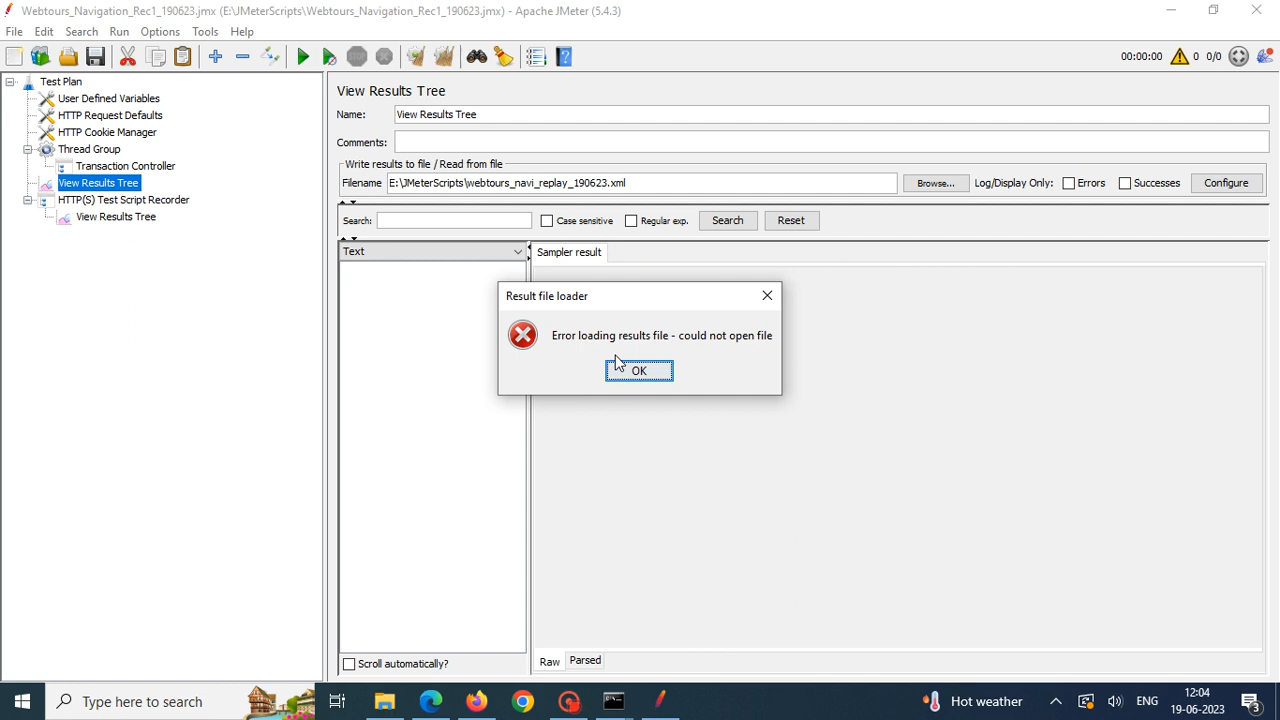 Webtours_Navigation_Rec1_190623.jmx (E:\JMeterScripts\Webtours_Navigation_Rec1_190623.jmx) - Apache JMeter (5.4.3)
File Edit Search Run Options Tools Help
STOP 00:00:00 0 0/0
Test Plan
User Defined Variables
HTTP Request Defaults
HTTP Cookie Manager
Thread Group
Transaction Controller
View Results Tree
HTTP(S) Test Script Recorder
View Results Tree
View Results Tree
Name: View Results Tree
Comments:
Write results to file / Read from file
Filename E:\JMeterScripts\webtours_navi_replay_190623.xml Browse... Log/Display Only: Errors Successes Configure
Search: Case sensitive Regular exp. Search Reset
Text Sampler result
Result file loader
Error loading results file - could not open file
OK
Scroll automatically? Raw Parsed
Type here to search Hot weather ENG 12:04
19-06-2023 3